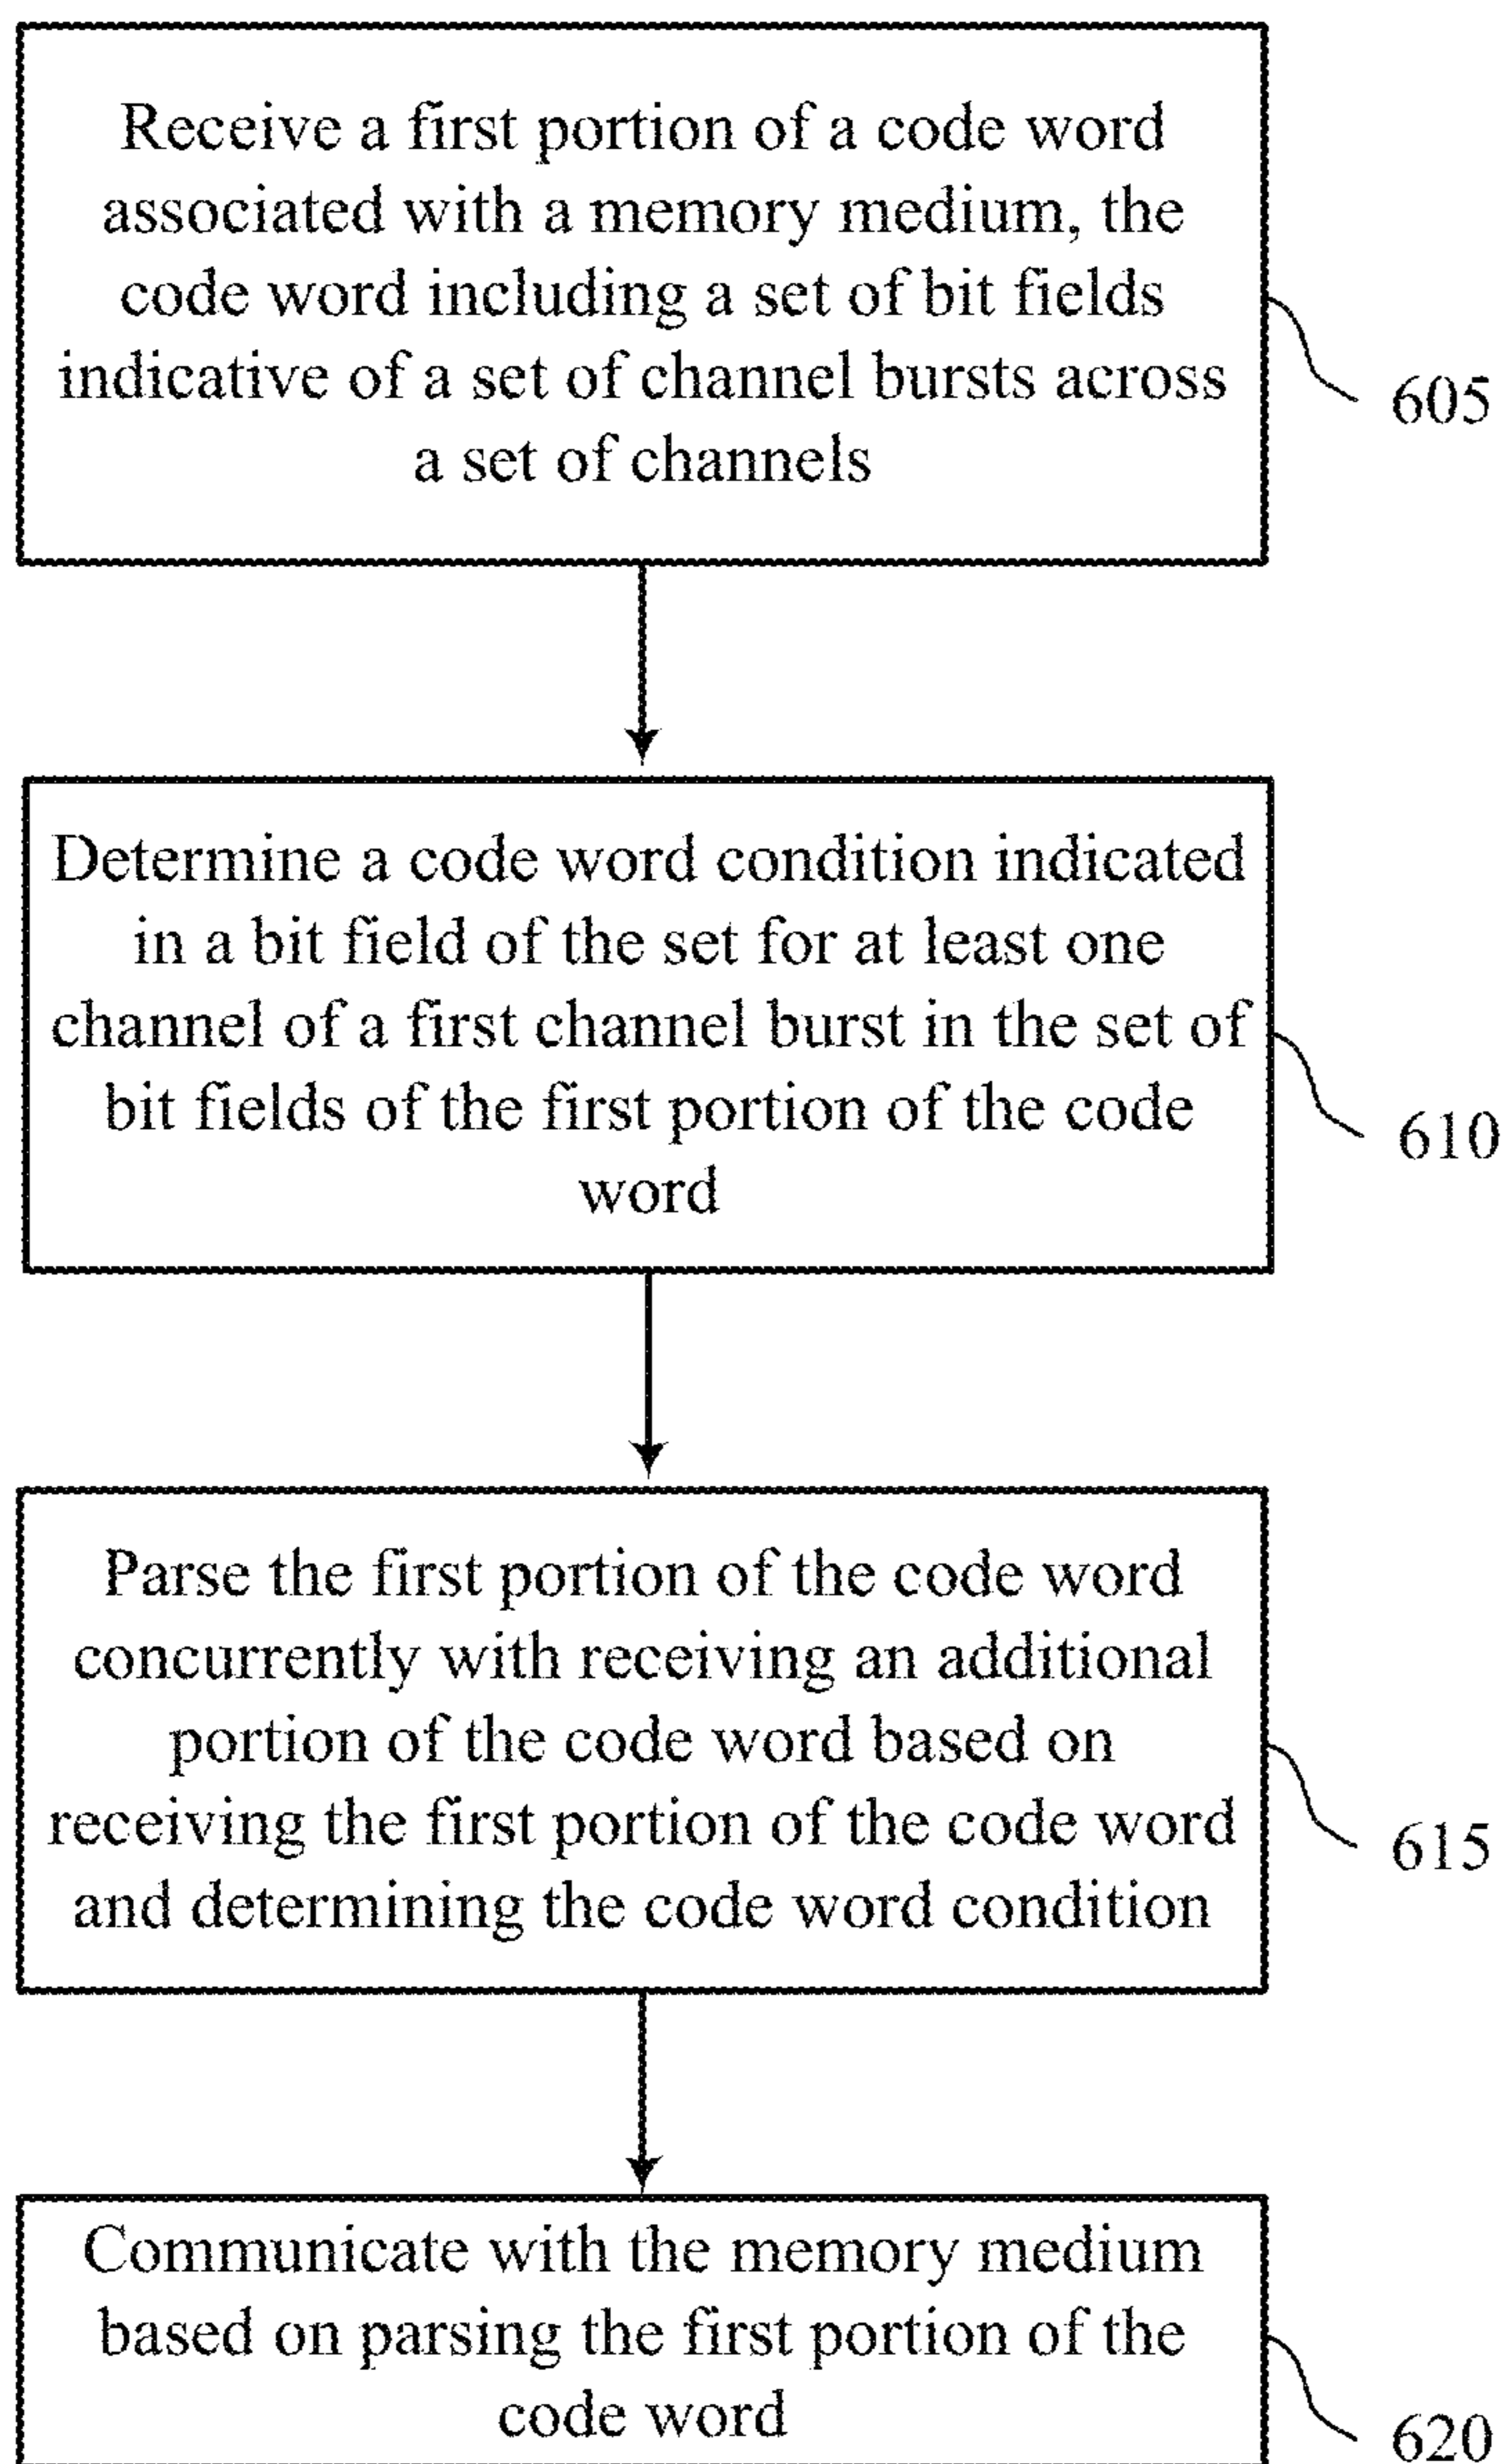 Receive a first portion of a code word
associated with a memory medium, the
code word including a set of bit fields
indicative of a set of channel bursts across
a set of channels
605
Determine a code word condition indicated
in a bit field of the set for at least one
channel of a first channel burst in the set of
bit fields of the first portion of the code
word
610
Parse the first portion of the code word
concurrently with receiving an additional
portion of the code word based on
receiving the first portion of the code word
and determining the code word condition
615
Communicate with the memory medium
based on parsing the first portion of the
code word
620